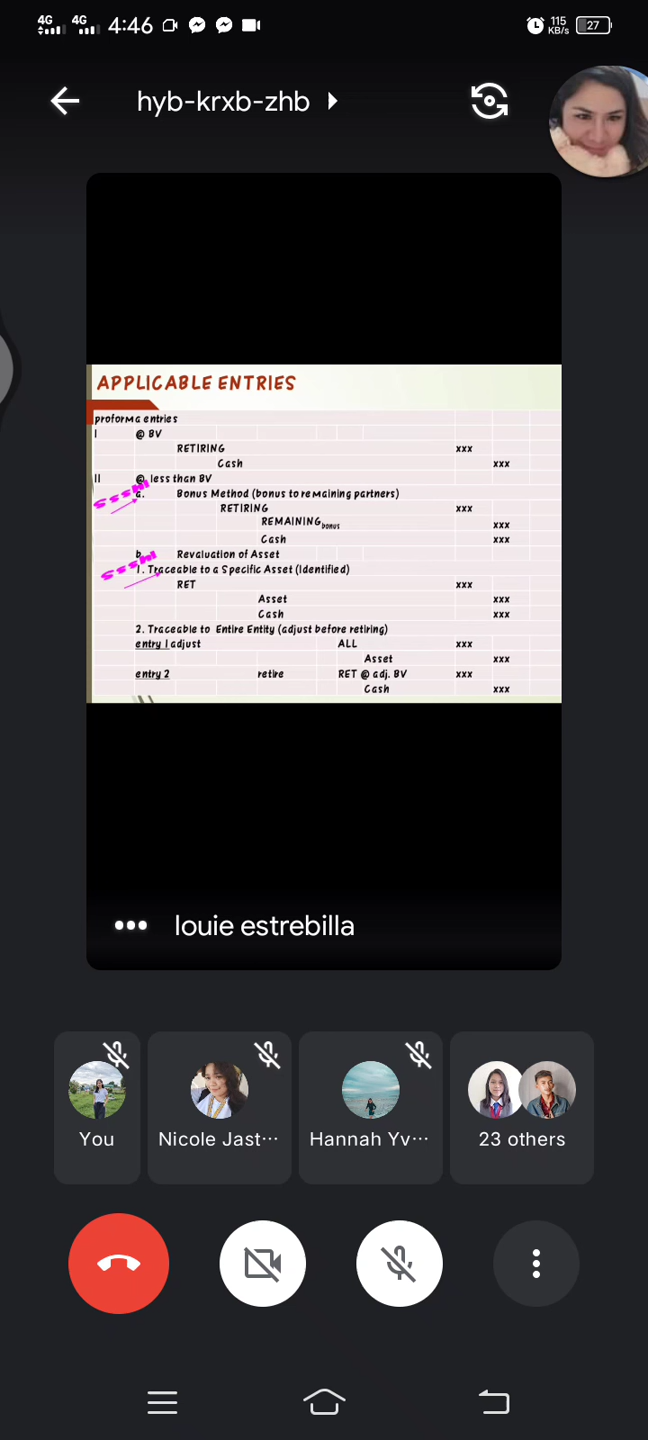 4G 4G 4:46 115 KB/s 27
hyb-krxb-zhb
APPLICABLE ENTRIES
proforma entries
I @ BV
RETIRING xxx
Cash xxx
II @ less than BV
a. Bonus Method (bonus to remaining partners)
RETIRING xxx
REMAINING bonus xxx
Cash xxx
b. Revaluation of Asset
1. Traceable to a Specific Asset (Identified)
RET xxx
Asset xxx
Cash xxx
2. Traceable to Entire Entity (adjust before retiring)
entry 1 adjust ALL xxx
Asset xxx
entry 2 retire RET @ adj. BV xxx
Cash xxx
louie estrebilla
You
Nicole Jast...
Hannah Yv...
23 others